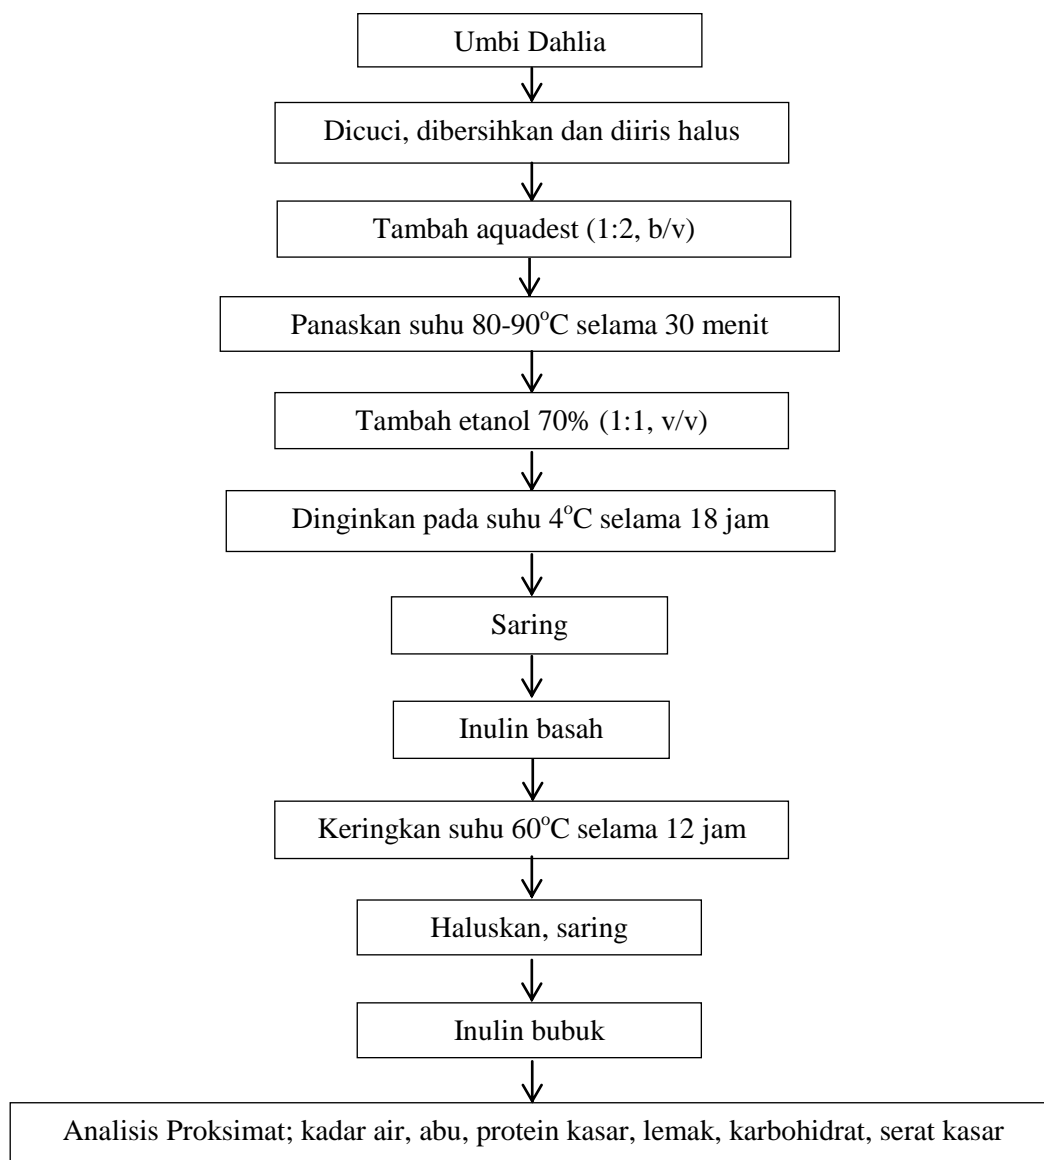 Umbi Dahlia
Dicuci, dibersihkan dan diiris halus
Tambah aquadest (1:2, b/v)
Panaskan suhu 80-90°C selama 30 menit
Tambah etanol 70% (1:1, v/v)
Dinginkan pada suhu 4°C selama 18 jam
Saring
Inulin basah
Keringkan suhu 60°C selama 12 jam
Haluskan, saring
Inulin bubuk
Analisis Proksimat; kadar air, abu, protein kasar, lemak, karbohidrat, serat kasar